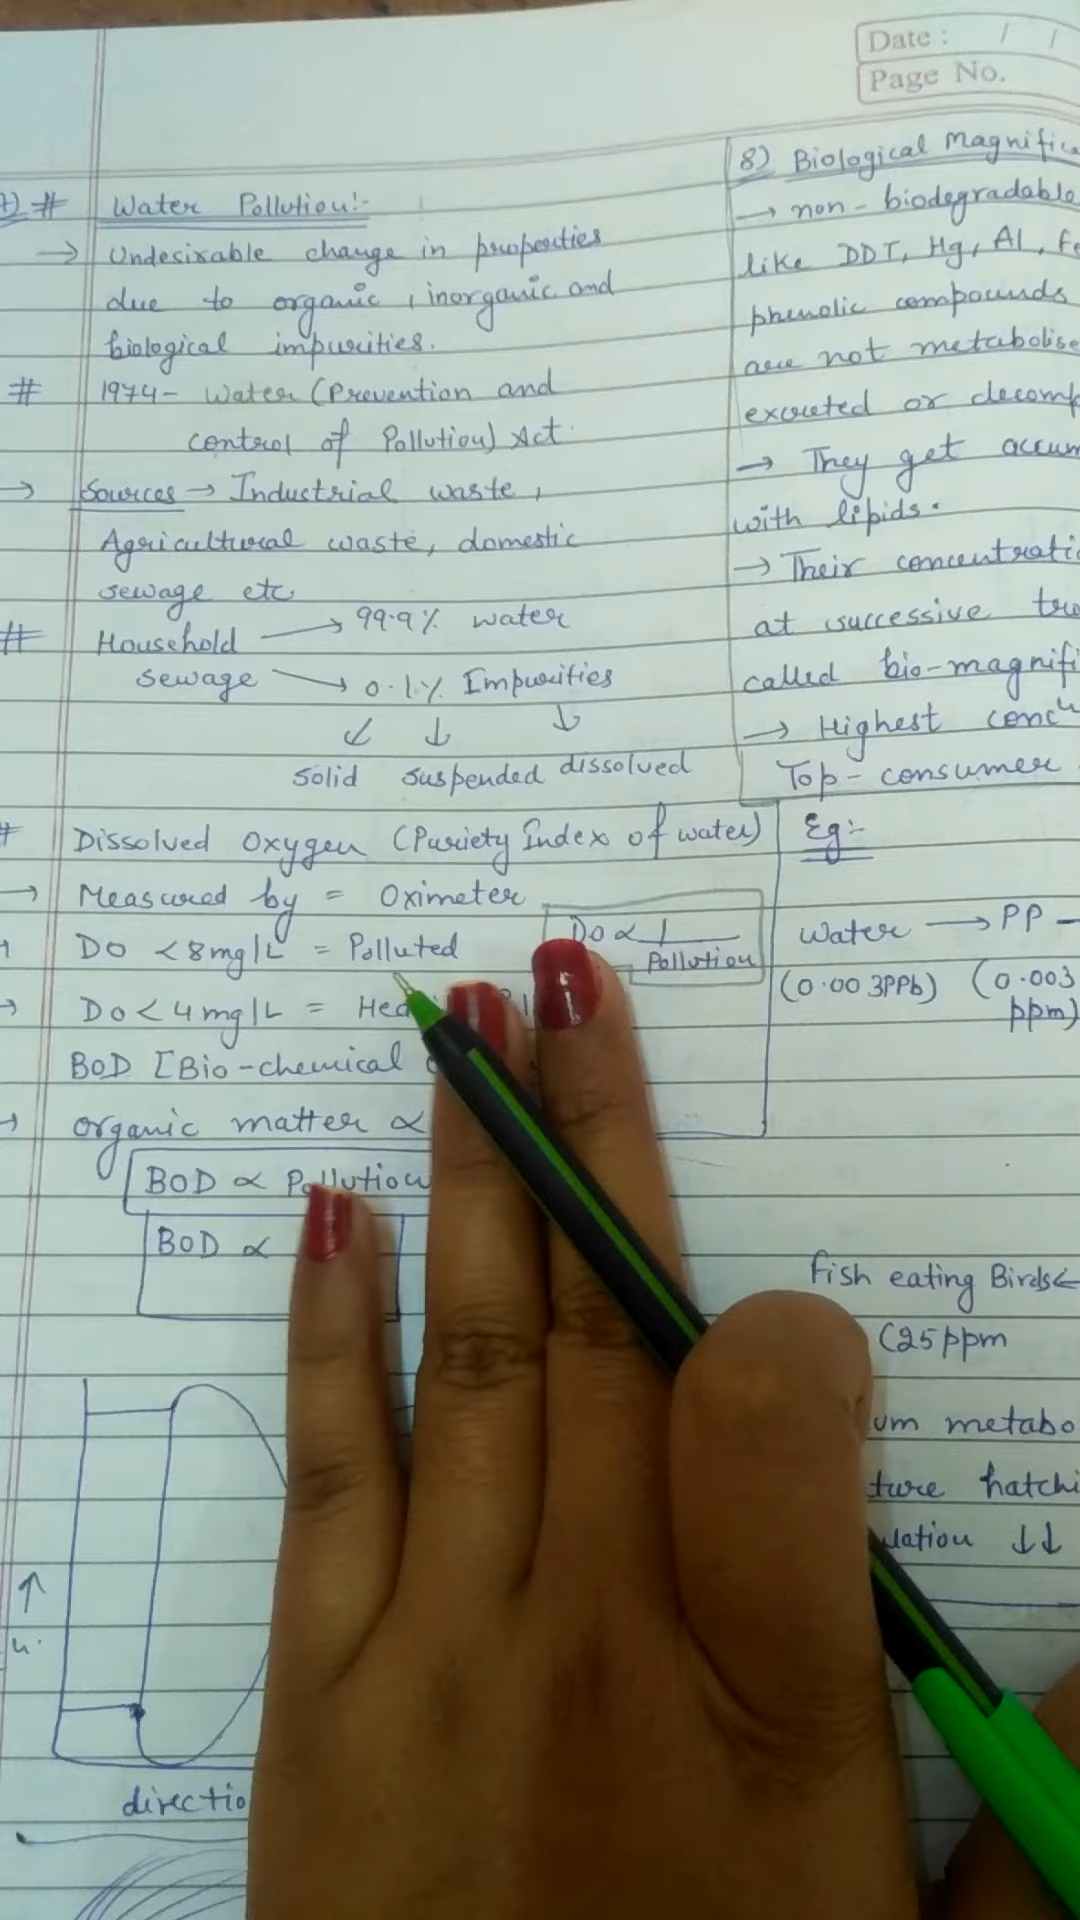 Date : / /
Page No.
7) # Water Pollution:-
→ Undesirable change in properties
due to organic, inorganic and
biological impurities.
# 1974- Water (Prevention and
control of Pollution) Act.
→ Sources → Industrial waste,
Agricultural waste, domestic
sewage etc
# Household → 99.9% water
sewage → 0.1% Impurities
↙ ↓ ↓
solid suspended dissolved
# Dissolved Oxygen (Puriety Index of water)
→ Measured by = Oximeter
→ DO < 8mg/L = Polluted
DO ∝ 1
Pollution
→ DO < 4mg/L =
BOD [Bio-chemical
→ organic matter ∝
BOD ∝ Pollution
BOD ∝
↑
directio
8) Biological Magnifica
→ non-biodegradable
like DDT, Hg, Al, Fe
phenolic compounds
are not metabolise
excreted or decomp
→ They get accum
with lipids.
→ Their concentratio
at successive tro
called bio-magnifi
→ Highest concⁿ
Top-consumer
Eg:-
Water → PP -
(0.003PPb) (0.003
ppm)
fish eating Birds ←
(25ppm
um metabo
ture hatchi
ulation ↓↓